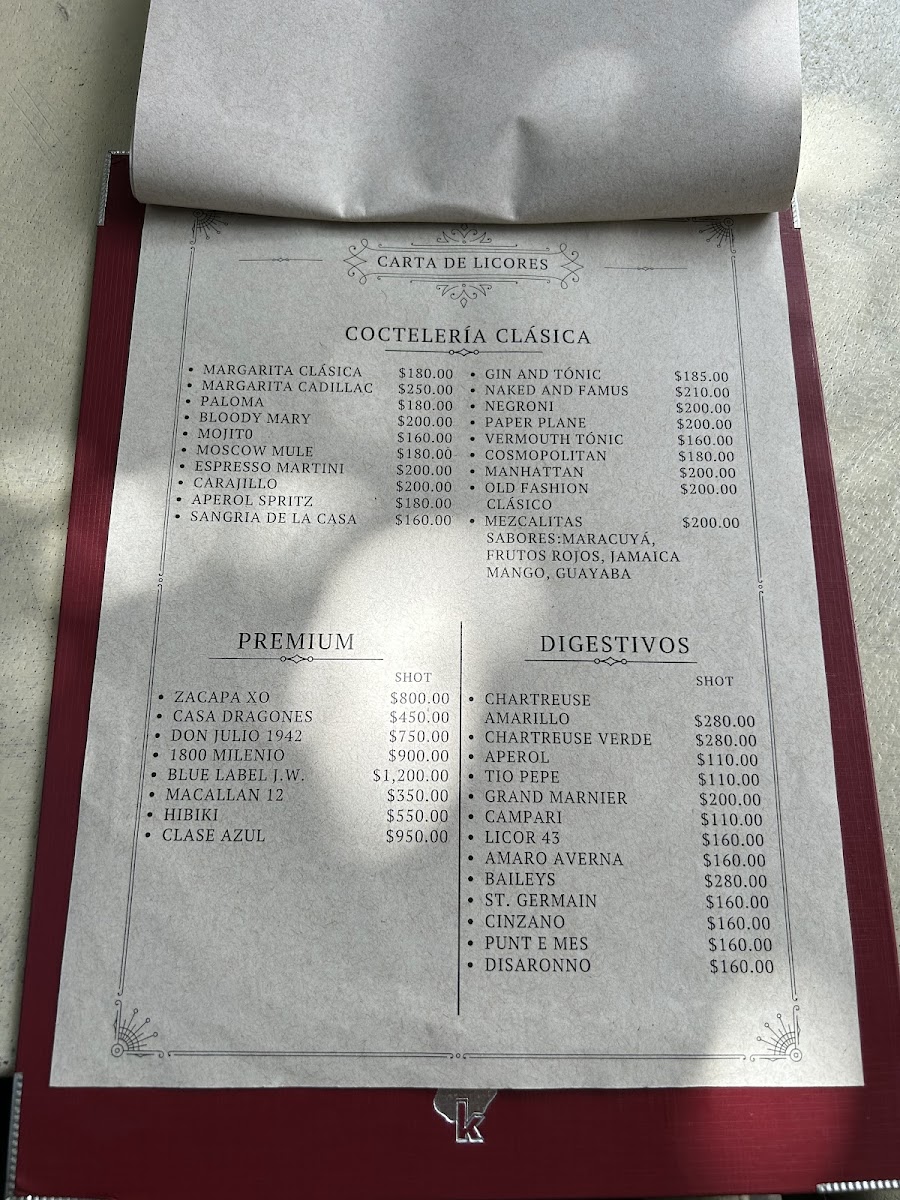 CARTA DE LICORES
COCTELERÍA CLÁSICA
• MARGARITA CLÁSICA $180.00
• MARGARITA CADILLAC $250.00
• PALOMA $180.00
• BLOODY MARY $200.00
• MOJIT0 $160.00
• MOSCOW MULE $180.00
• ESPRESSO MARTINI $200.00
• CARAJILLO $200.00
• APEROL SPRITZ $180.00
• SANGRIA DE LA CASA $160.00
• GIN AND TÓNIC $185.00
• NAKED AND FAMUS $210.00
• NEGRONI $200.00
• PAPER PLANE $200.00
• VERMOUTH TÓNIC $160.00
• COSMOPOLITAN $180.00
• MANHATTAN $200.00
• OLD FASHION $200.00
CLÁSICO
• MEZCALITAS $200.00
SABORES:MARACUYÁ,
FRUTOS ROJOS, JAMAICA
MANGO, GUAYABA
PREMIUM
SHOT
• ZACAPA XO $800.00
• CASA DRAGONES $450.00
• DON JULIO 1942 $750.00
• 1800 MILENIO $900.00
• BLUE LABEL J.W. $1,200.00
• MACALLAN 12 $350.00
• HIBIKI $550.00
• CLASE AZUL $950.00
DIGESTIVOS
SHOT
• CHARTREUSE
AMARILLO $280.00
• CHARTREUSE VERDE $280.00
• APEROL $110.00
• TIO PEPE $110.00
• GRAND MARNIER $200.00
• CAMPARI $110.00
• LICOR 43 $160.00
• AMARO AVERNA $160.00
• BAILEYS $280.00
• ST. GERMAIN $160.00
• CINZANO $160.00
• PUNT E MES $160.00
• DISARONNO $160.00
k